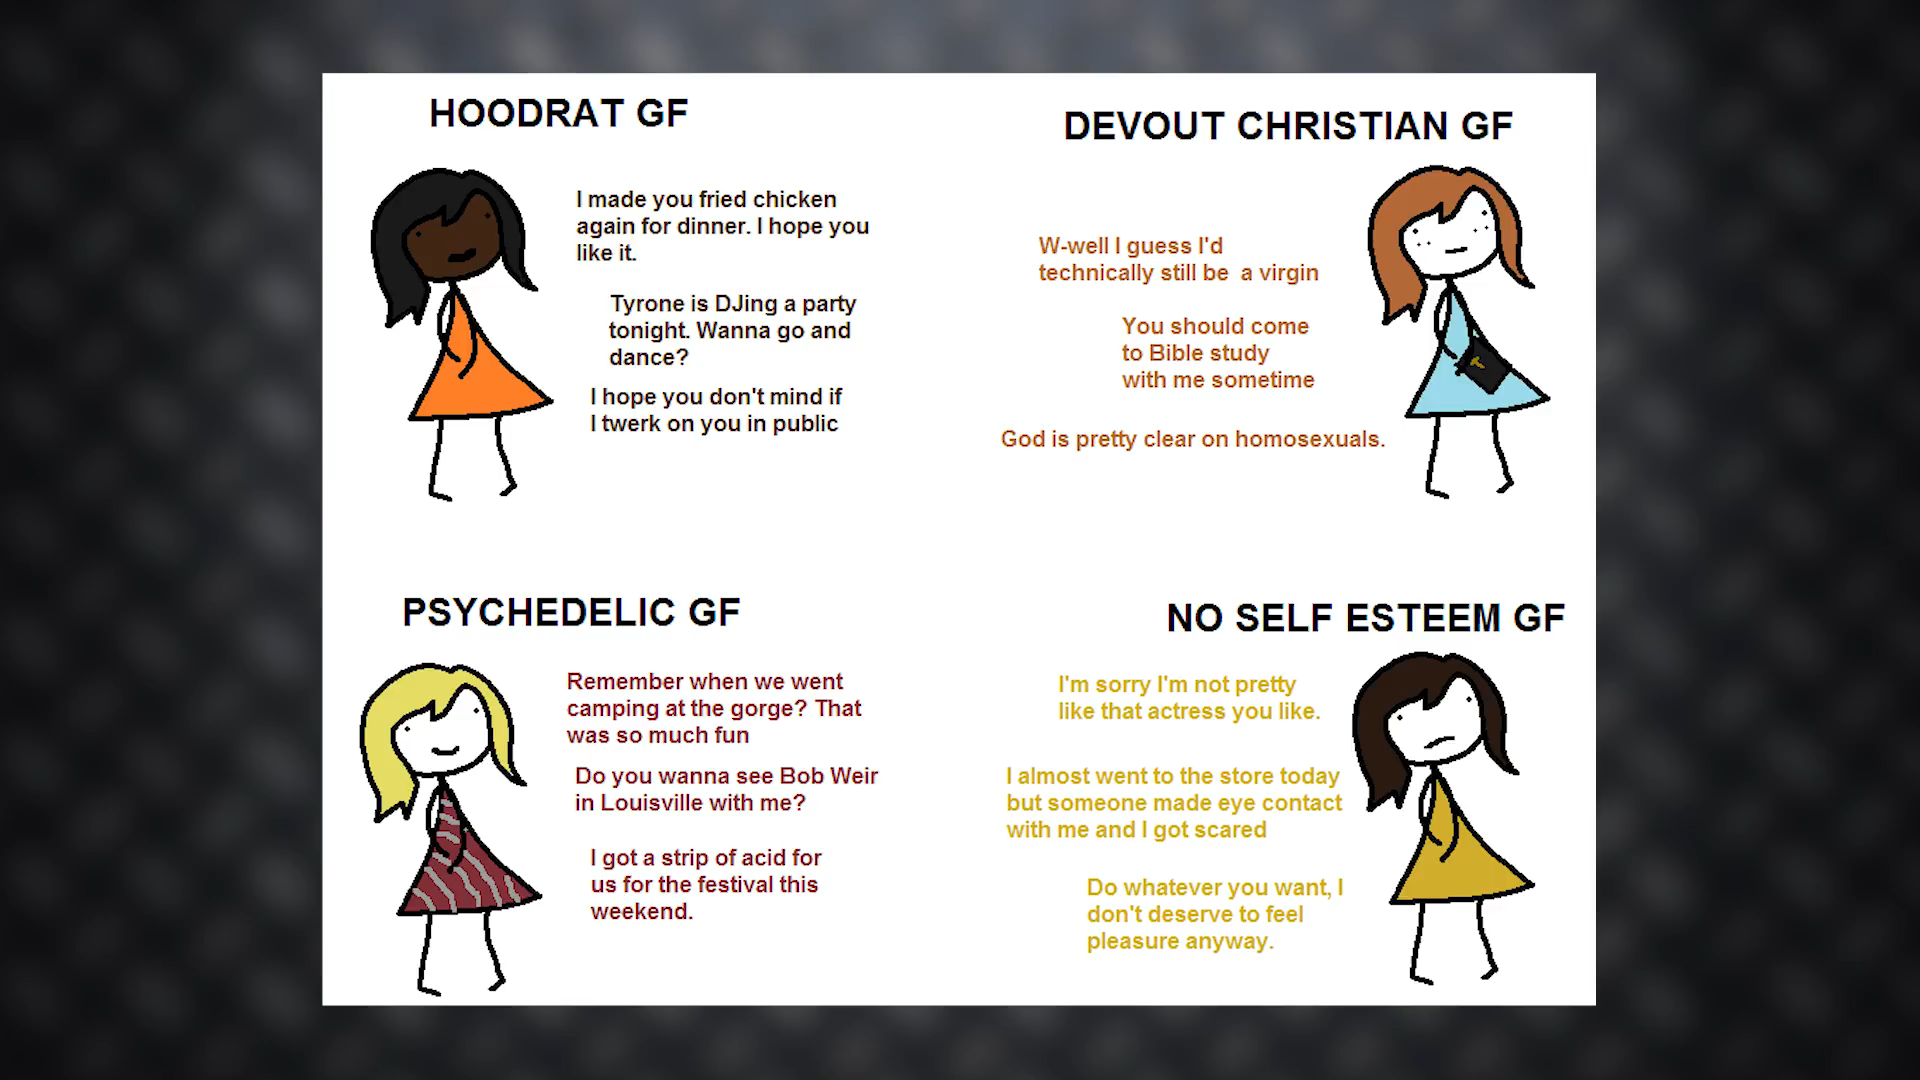 HOODRAT GF
I made you fried chicken
again for dinner. I hope you
like it.
Tyrone is DJing a party
tonight. Wanna go and
dance?
I hope you don't mind if
I twerk on you in public
DEVOUT CHRISTIAN GF
W-well I guess I'd
technically still be  a virgin
You should come
to Bible study
with me sometime
God is pretty clear on homosexuals.
PSYCHEDELIC GF
Remember when we went
camping at the gorge? That
was so much fun
Do you wanna see Bob Weir
in Louisville with me?
I got a strip of acid for
us for the festival this
weekend.
NO SELF ESTEEM GF
I'm sorry I'm not pretty
like that actress you like.
I almost went to the store today
but someone made eye contact
with me and I got scared
Do whatever you want, I
don't deserve to feel
pleasure anyway.